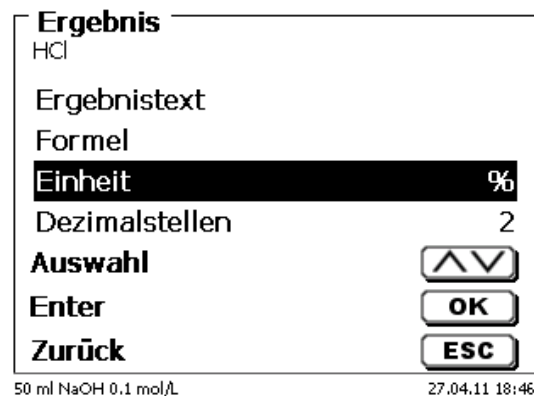 Ergebnis
HCl
Ergebnistext
Formel
Einheit %
Dezimalstellen 2
Auswahl
Enter OK
Zurück ESC
50 ml NaOH 0.1 mol/L 27.04.11 18:46